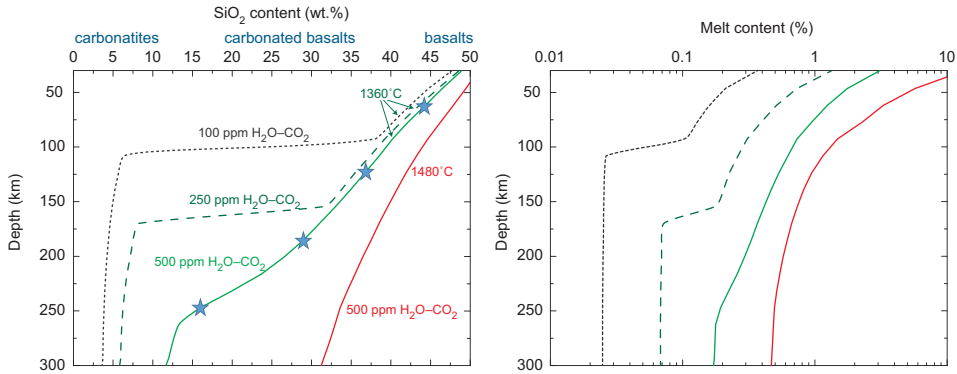 SiO₂ content (wt.%)
carbonatites carbonated basalts basalts
0 5 10 15 20 25 30 35 40 45 50
50
100
150
200
250
300
Depth (km)
1360°C
100 ppm H₂O–CO₂
1480°C
250 ppm H₂O–CO₂
500 ppm H₂O–CO₂
500 ppm H₂O–CO₂
Melt content (%)
0.01 0.1 1 10
50
100
150
200
250
300
Depth (km)